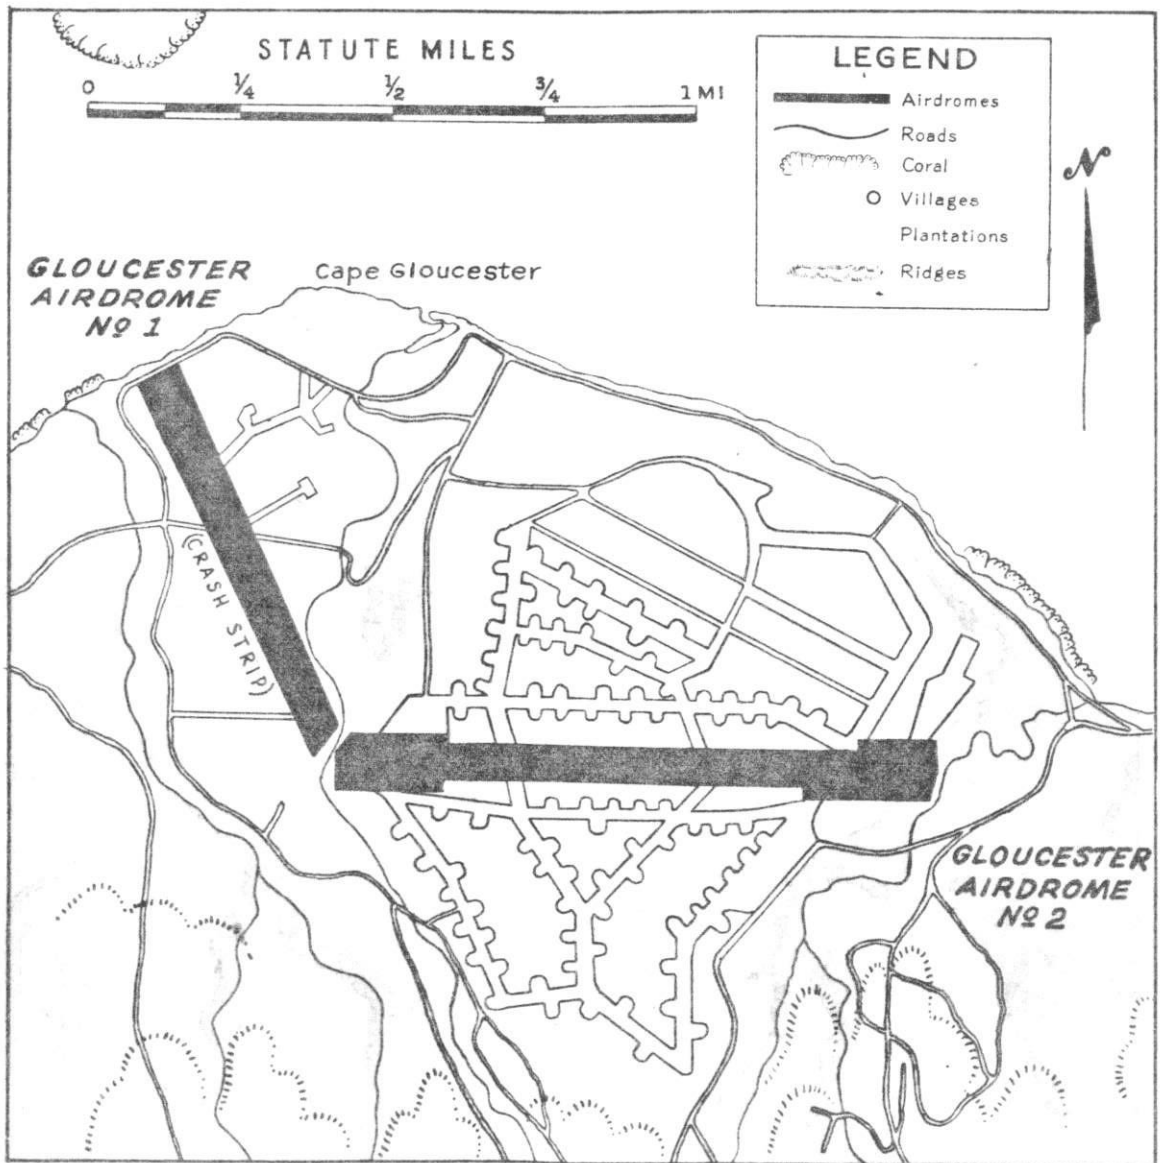 STATUTE MILES
0 1/4 1/2 3/4 1 MI
LEGEND
Airdromes
Roads
Coral
Villages
Plantations
Ridges
N
GLOUCESTER
AIRDROME
Nº 1
Cape Gloucester
(CRASH STRIP)
GLOUCESTER
AIRDROME
Nº 2